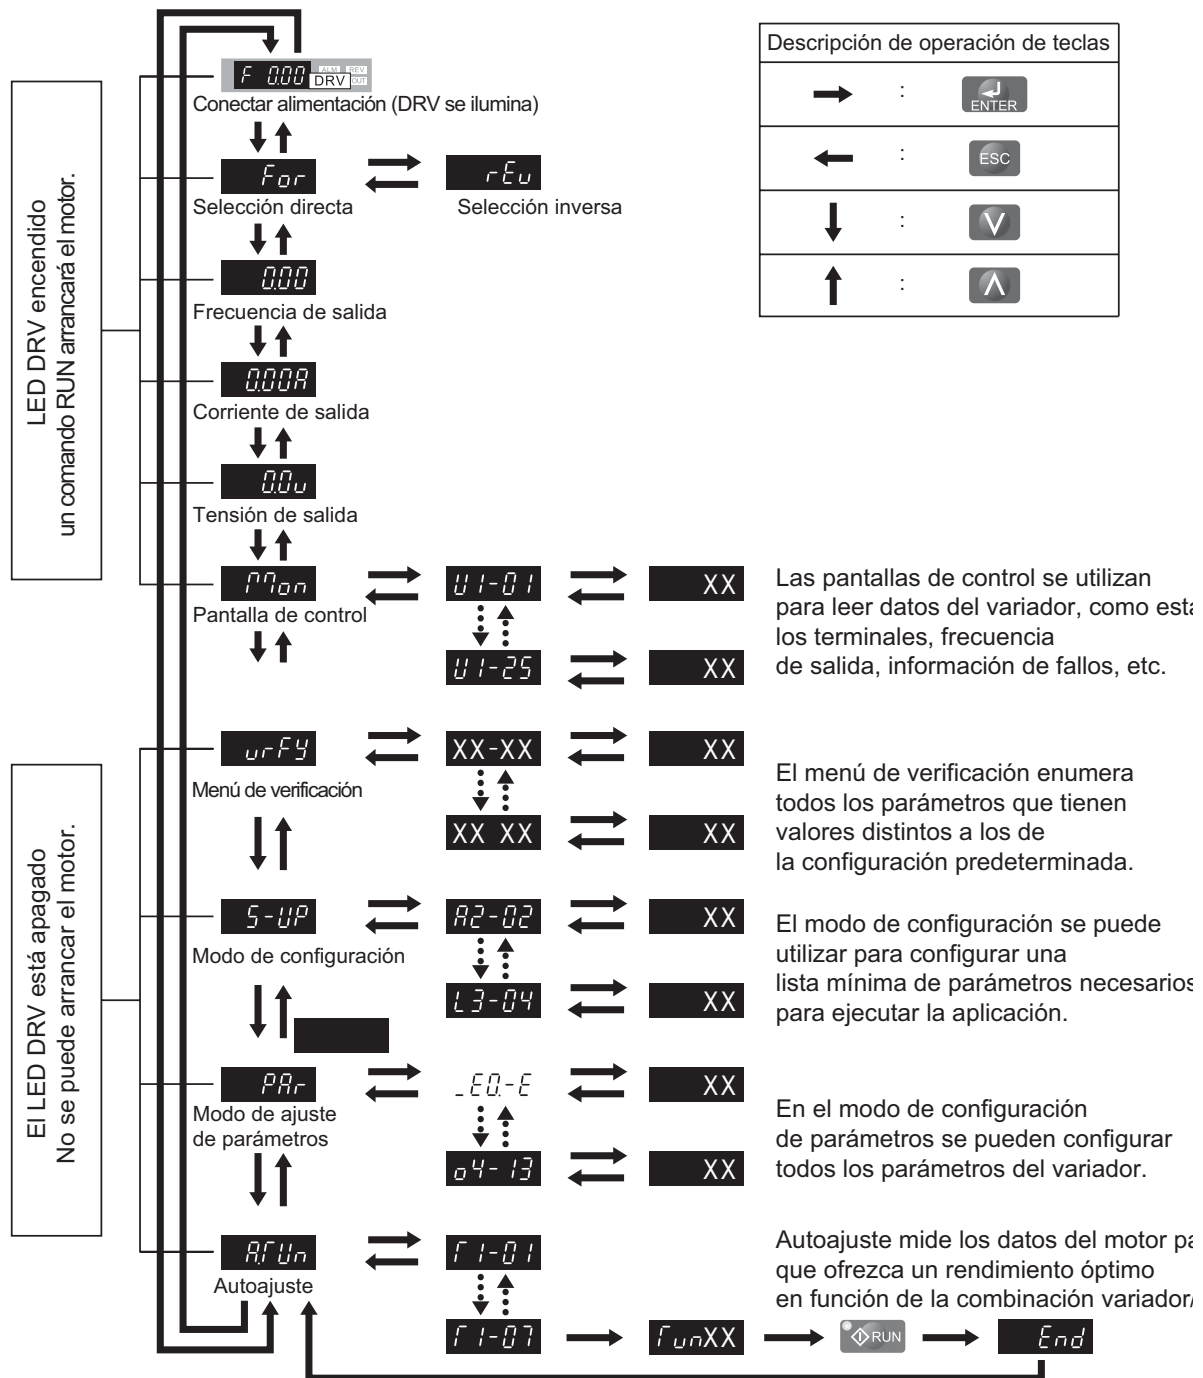 F 0.00 ALM REV DRV OUT
Conectar alimentación (DRV se ilumina)
For
rEv
Selección directa
Selección inversa
0.00
Frecuencia de salida
0.00A
Corriente de salida
0.0v
Tensión de salida
Mon
U1-01
XX
Pantalla de control
U1-25
XX
Las pantallas de control se utilizan
para leer datos del variador, como esta
los terminales, frecuencia
de salida, información de fallos, etc.
LED DRV encendido
un comando RUN arrancará el motor.
Descripción de operación de teclas
: ENTER
: ESC
:
:
vrFY
XX-XX
XX
Menú de verificación
XX XX
XX
El menú de verificación enumera
todos los parámetros que tienen
valores distintos a los de
la configuración predeterminada.
S-UP
A2-02
XX
Modo de configuración
L3-04
XX
El modo de configuración se puede
utilizar para configurar una
lista mínima de parámetros necesarios
para ejecutar la aplicación.
PAr
_E0.-E
XX
Modo de ajuste
de parámetros
o4-13
XX
En el modo de configuración
de parámetros se pueden configurar
todos los parámetros del variador.
A.TUn
T1-01
Autoajuste
T1-07
TunXX
RUN
End
Autoajuste mide los datos del motor pa
que ofrezca un rendimiento óptimo
en función de la combinación variador/
El LED DRV está apagado
No se puede arrancar el motor.